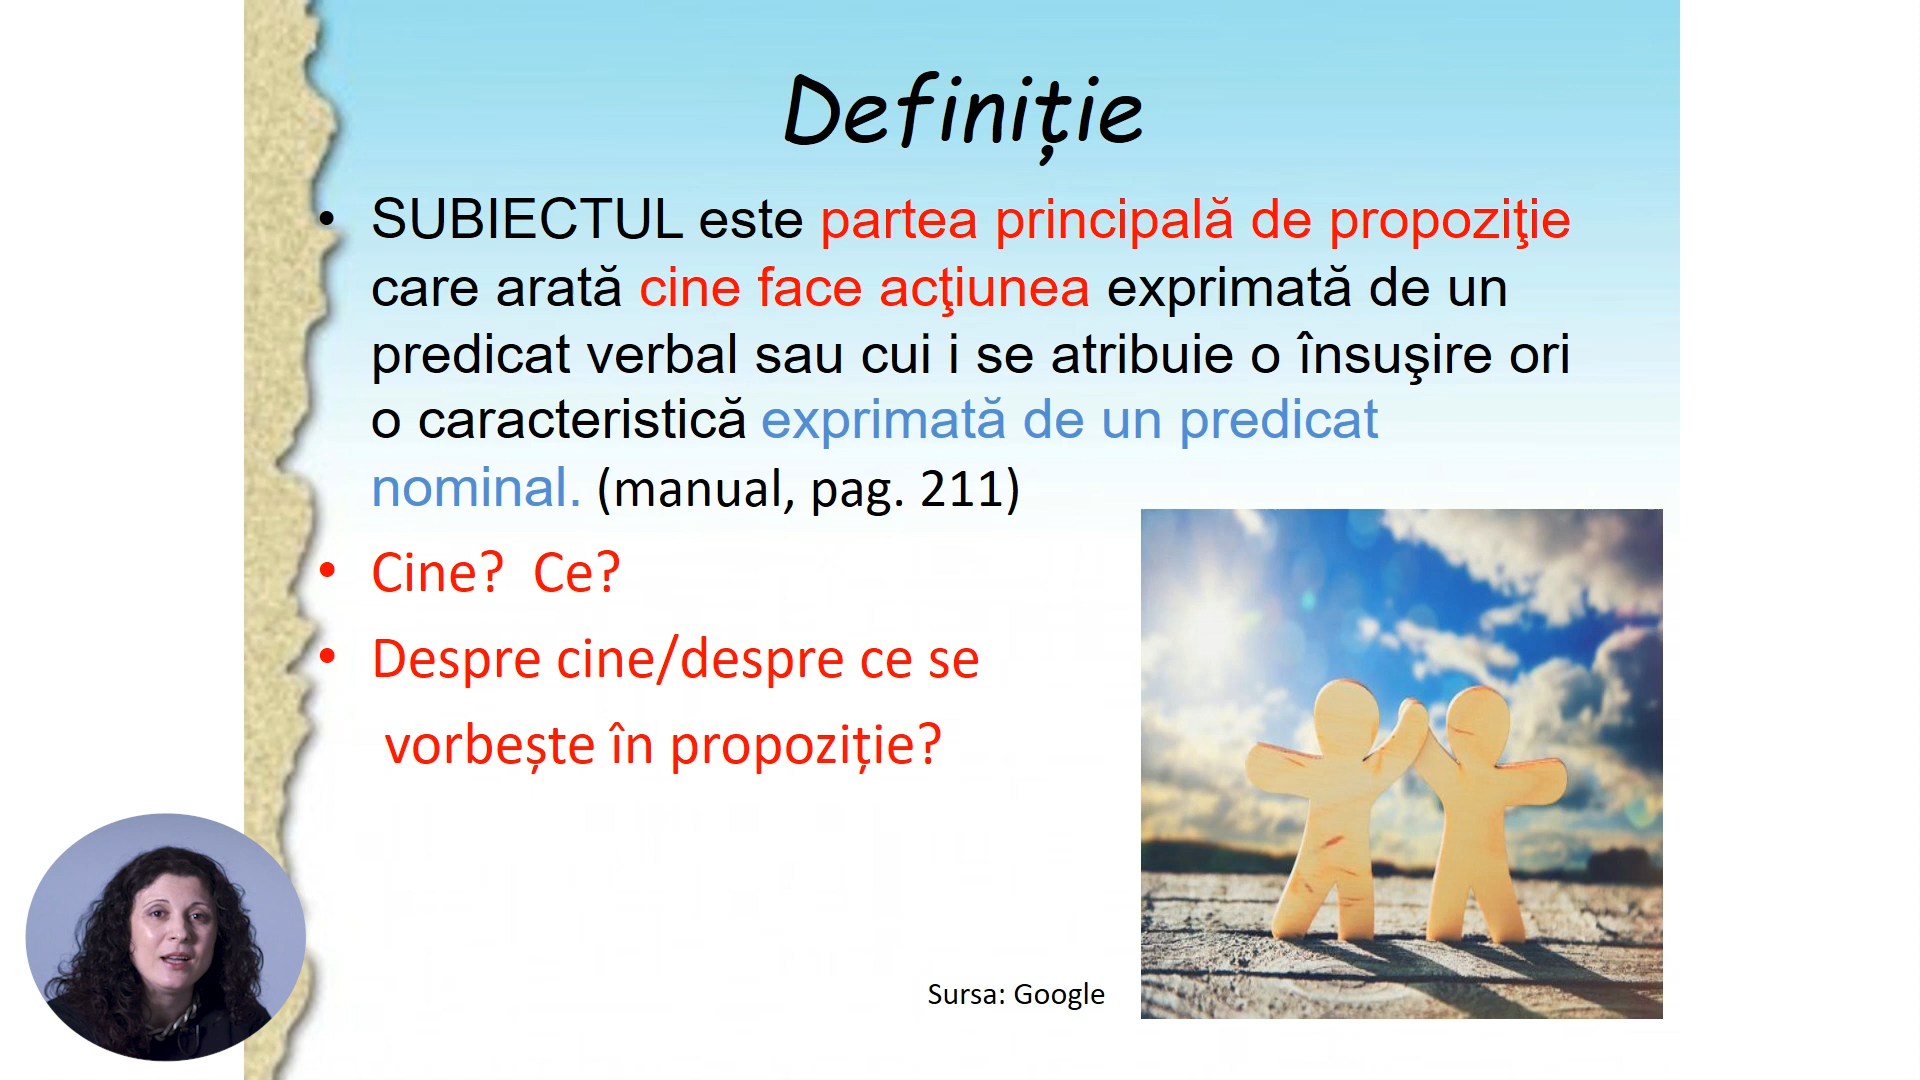 Definiție
• SUBIECTUL este partea principală de propoziţie
care arată cine face acţiunea exprimată de un
predicat verbal sau cui i se atribuie o însuşire ori
o caracteristică exprimată de un predicat
nominal. (manual, pag. 211)
• Cine? Ce?
• Despre cine/despre ce se
vorbește în propoziție?
Sursa: Google